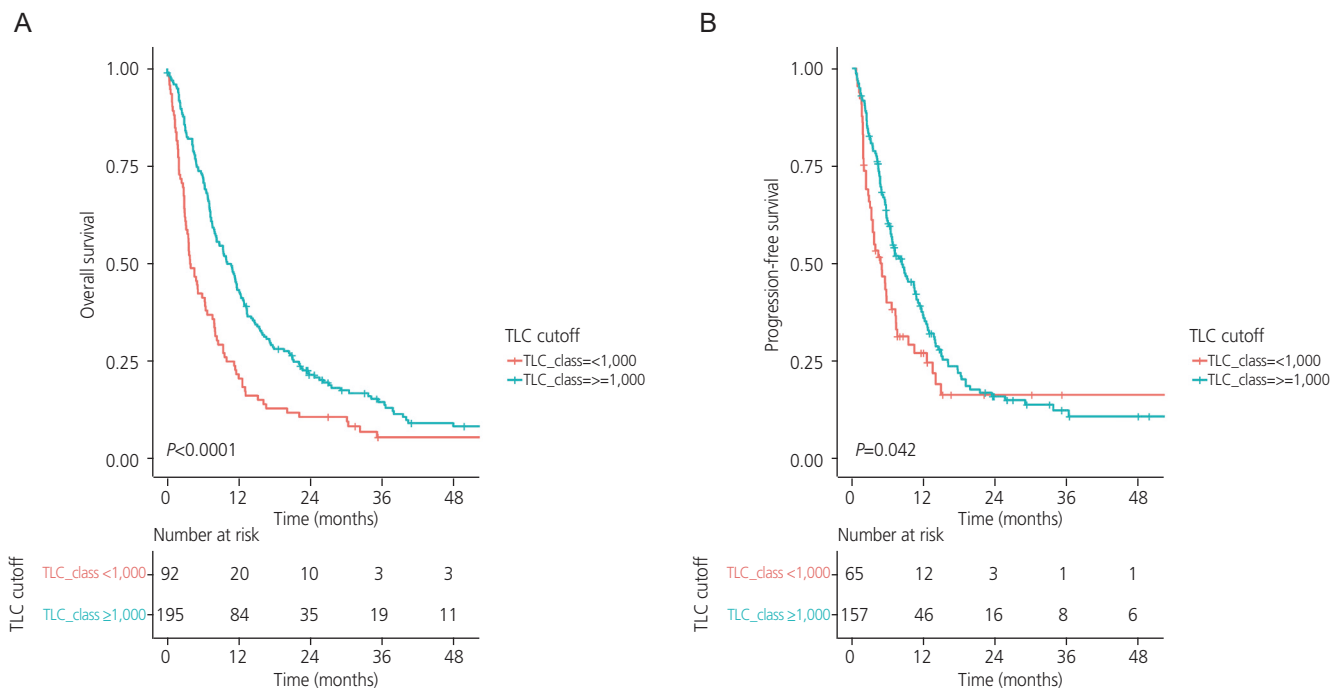 A
1.00
0.75
0.50
0.25
0.00
Overall survival
P<0.0001
0 12 24 36 48
Time (months)
TLC cutoff
TLC_class=<1,000
TLC_class=>=1,000
Number at risk
TLC cutoff
TLC_class <1,000 92 20 10 3 3
TLC_class ≥1,000 195 84 35 19 11
0 12 24 36 48
Time (months)
B
1.00
0.75
0.50
0.25
0.00
Progression-free survival
P=0.042
0 12 24 36 48
Time (months)
TLC cutoff
TLC_class=<1,000
TLC_class=>=1,000
Number at risk
TLC cutoff
TLC_class <1,000 65 12 3 1 1
TLC_class ≥1,000 157 46 16 8 6
0 12 24 36 48
Time (months)